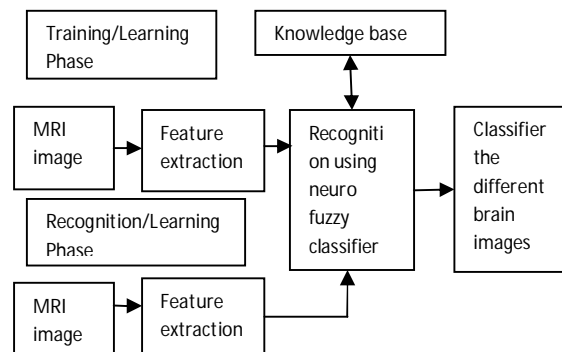 Training/Learning
Phase
Knowledge base
MRI
image
Feature
extraction
Recogniti
on using
neuro
fuzzy
classifier
Classifier
the
different
brain
images
Recognition/Learning
Phase
MRI
image
Feature
extraction